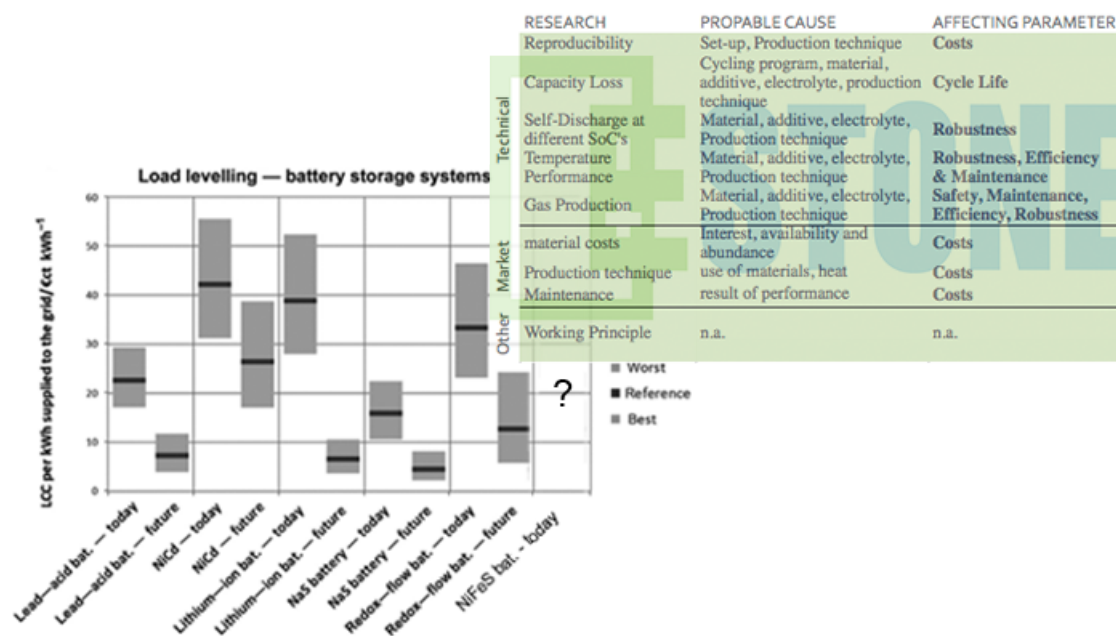 RESEARCH PROPABLE CAUSE AFFECTING PARAMETER
Technical
Reproducibility Set-up, Production technique Costs
Capacity Loss Cycling program, material, additive, electrolyte, production technique Cycle Life
Self-Discharge at different SoC's Material, additive, electrolyte, Production technique Robustness
Temperature Performance Material, additive, electrolyte, Production technique Robustness, Efficiency & Maintenance
Gas Production Material, additive, electrolyte, Production technique Safety, Maintenance, Efficiency, Robustness
Market
material costs Interest, availability and abundance Costs
Production technique use of materials, heat Costs
Maintenance result of performance Costs
Other
Working Principle n.a. n.a.
ESTONE
Load levelling — battery storage systems
LCC per kWh supplied to the grid/ €ct kWh⁻¹
60
50
40
30
20
10
0
?
Worst
Reference
Best
Lead—acid bat. — today
Lead—acid bat. — future
NiCd — today
NiCd — future
Lithium—ion bat. — today
Lithium—ion bat. — future
NaS battery — today
NaS battery — future
Redox—flow bat. — today
Redox—flow bat. — future
NiFeS bat. - today